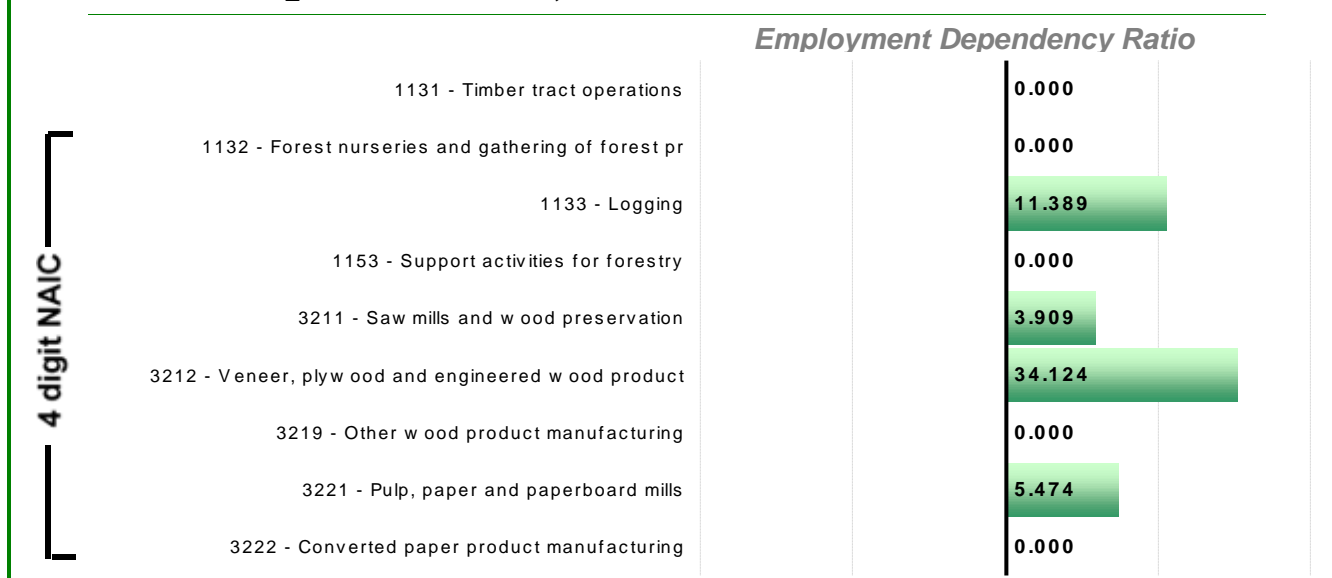 Employment Dependency Ratio
1131 - Timber tract operations 0.000
1132 - Forest nurseries and gathering of forest pr 0.000
1133 - Logging 11.389
1153 - Support activities for forestry 0.000
3211 - Saw mills and w ood preservation 3.909
3212 - Veneer, plyw ood and engineered w ood product 34.124
3219 - Other w ood product manufacturing 0.000
3221 - Pulp, paper and paperboard mills 5.474
3222 - Converted paper product manufacturing 0.000
4 digit NAIC